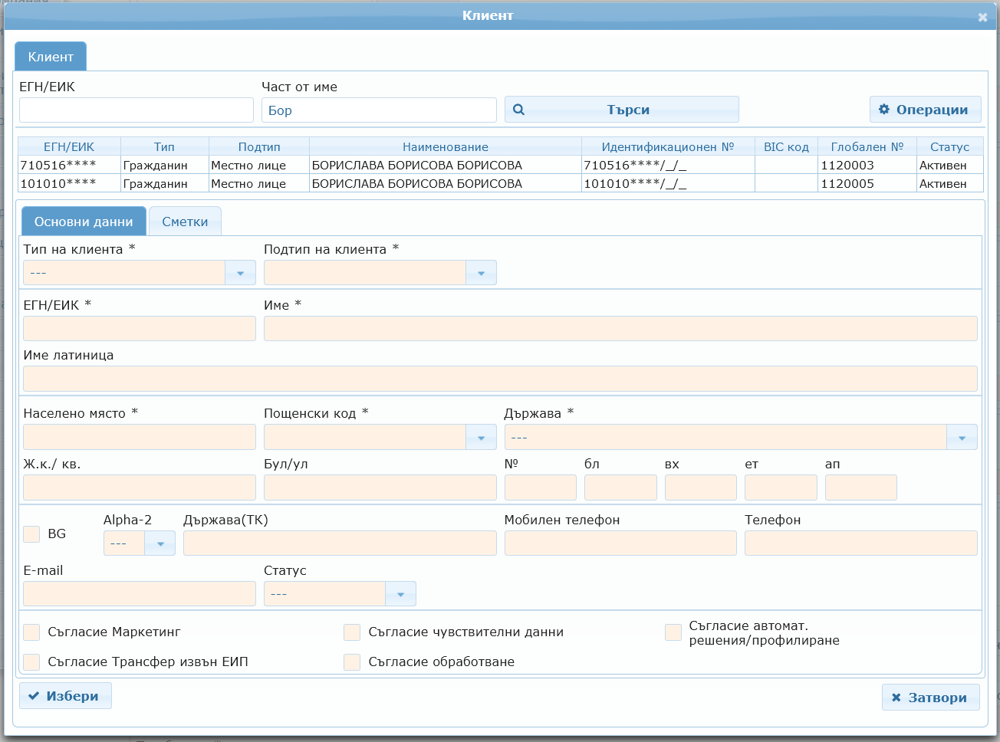 Клиент
Клиент
ЕГН/ЕИК Част от име
Бор Търси Операции
ЕГН/ЕИК Тип Подтип Наименование Идентификационен № BIC код Глобален № Статус
710516**** Гражданин Местно лице БОРИСЛАВА БОРИСОВА БОРИСОВА 710516****/_/_ 1120003 Активен
101010**** Гражданин Местно лице БОРИСЛАВА БОРИСОВА БОРИСОВА 101010****/_/_ 1120005 Активен
Основни данни Сметки
Тип на клиента * Подтип на клиента *
---
ЕГН/ЕИК * Име *
Име латиница
Населено място * Пощенски код * Държава *
---
Ж.к./ кв. Бул/ул № бл вх ет ап
BG Alpha-2 Държава(ТК) Мобилен телефон Телефон
---
E-mail Статус
---
Съгласие Маркетинг Съгласие чувствителни данни Съгласие автомат.
решения/профилиране
Съгласие Трансфер извън ЕИП Съгласие обработване
Избери Затвори